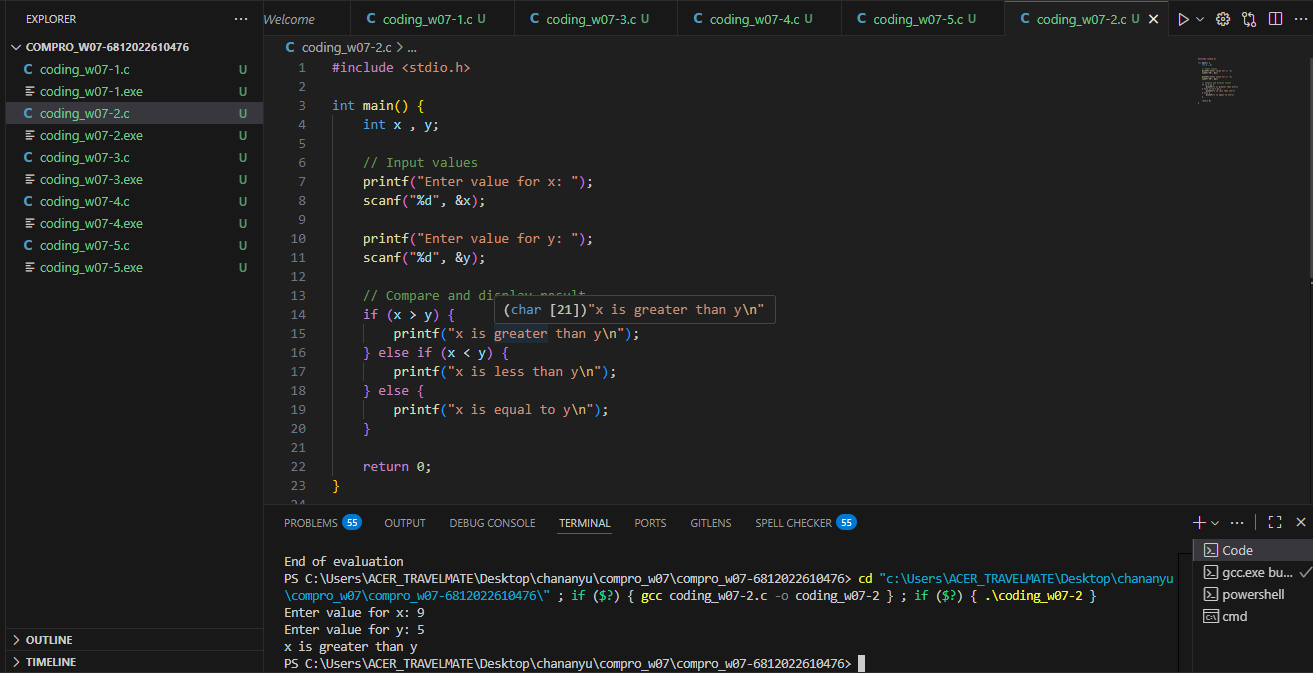 EXPLORER ...
COMPRO_W07-6812022610476
C coding_w07-1.c U
coding_w07-1.exe U
C coding_w07-2.c U
coding_w07-2.exe U
C coding_w07-3.c U
coding_w07-3.exe U
C coding_w07-4.c U
coding_w07-4.exe U
C coding_w07-5.c U
coding_w07-5.exe U
OUTLINE
TIMELINE
Welcome C coding_w07-1.c U C coding_w07-3.c U C coding_w07-4.c U C coding_w07-5.c U C coding_w07-2.c U
C coding_w07-2.c > ...
1 #include <stdio.h>
2
3 int main() {
4 int x , y;
5
6 // Input values
7 printf("Enter value for x: ");
8 scanf("%d", &x);
9
10 printf("Enter value for y: ");
11 scanf("%d", &y);
12
13 // Compare and display result
(char [21])"x is greater than y\n"
14 if (x > y) {
15 printf("x is greater than y\n");
16 } else if (x < y) {
17 printf("x is less than y\n");
18 } else {
19 printf("x is equal to y\n");
20 }
21
22 return 0;
23 }
24
PROBLEMS 55 OUTPUT DEBUG CONSOLE TERMINAL PORTS GITLENS SPELL CHECKER 55
End of evaluation
PS C:\Users\ACER_TRAVELMATE\Desktop\chananyu\compro_w07\compro_w07-6812022610476> cd "c:\Users\ACER_TRAVELMATE\Desktop\chananyu
\compro_w07\compro_w07-6812022610476\" ; if ($?) { gcc coding_w07-2.c -o coding_w07-2 } ; if ($?) { .\coding_w07-2 }
Enter value for x: 9
Enter value for y: 5
x is greater than y
PS C:\Users\ACER_TRAVELMATE\Desktop\chananyu\compro_w07\compro_w07-6812022610476>
Code
gcc.exe bu...
powershell
cmd